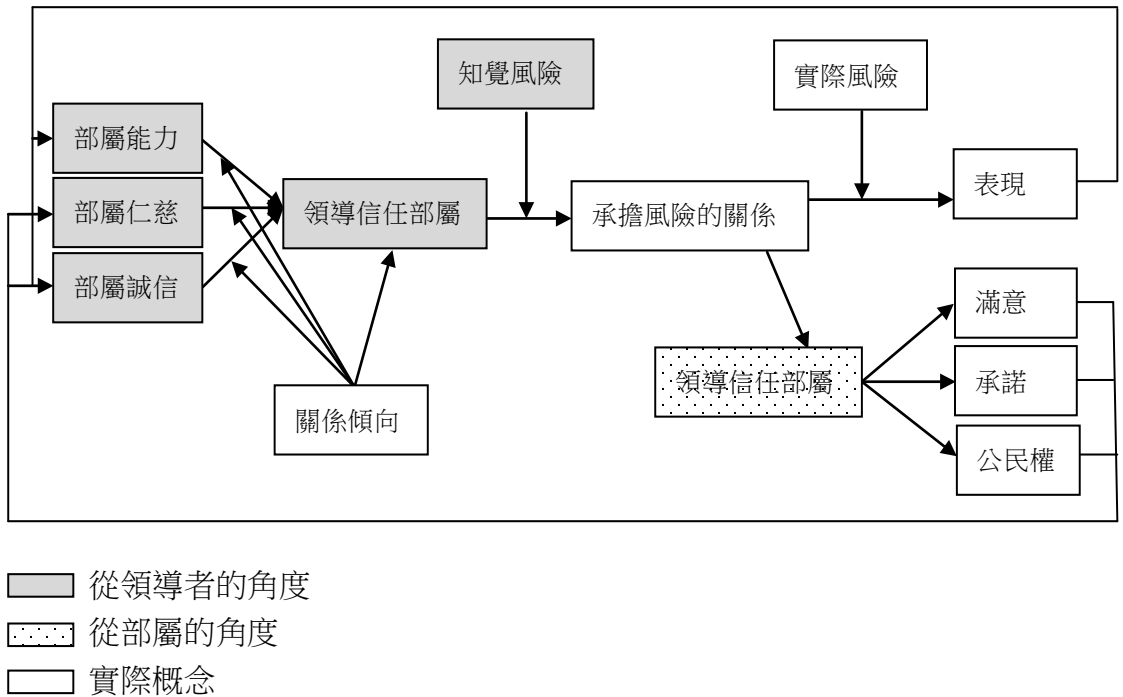 知覺風險
實際風險
部屬能力
部屬仁慈
部屬誠信
領導信任部屬
承擔風險的關係
表現
滿意
領導信任部屬
承諾
關係傾向
公民權
從領導者的角度
從部屬的角度
實際概念